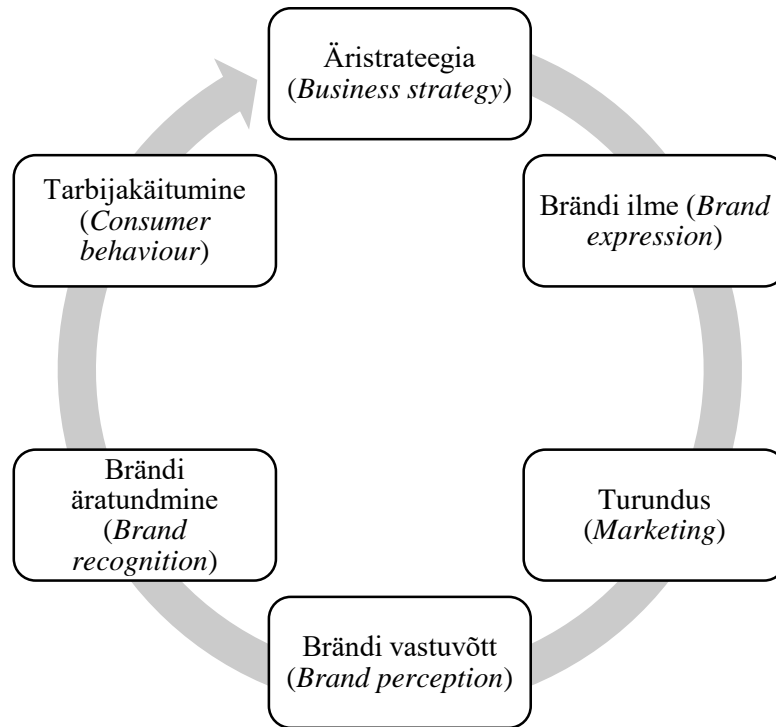 Äristrateegia
(Business strategy)
Brändi ilme (Brand
expression)
Turundus
(Marketing)
Brändi vastuvõtt
(Brand perception)
Brändi
äratundmine
(Brand
recognition)
Tarbijakäitumine
(Consumer
behaviour)